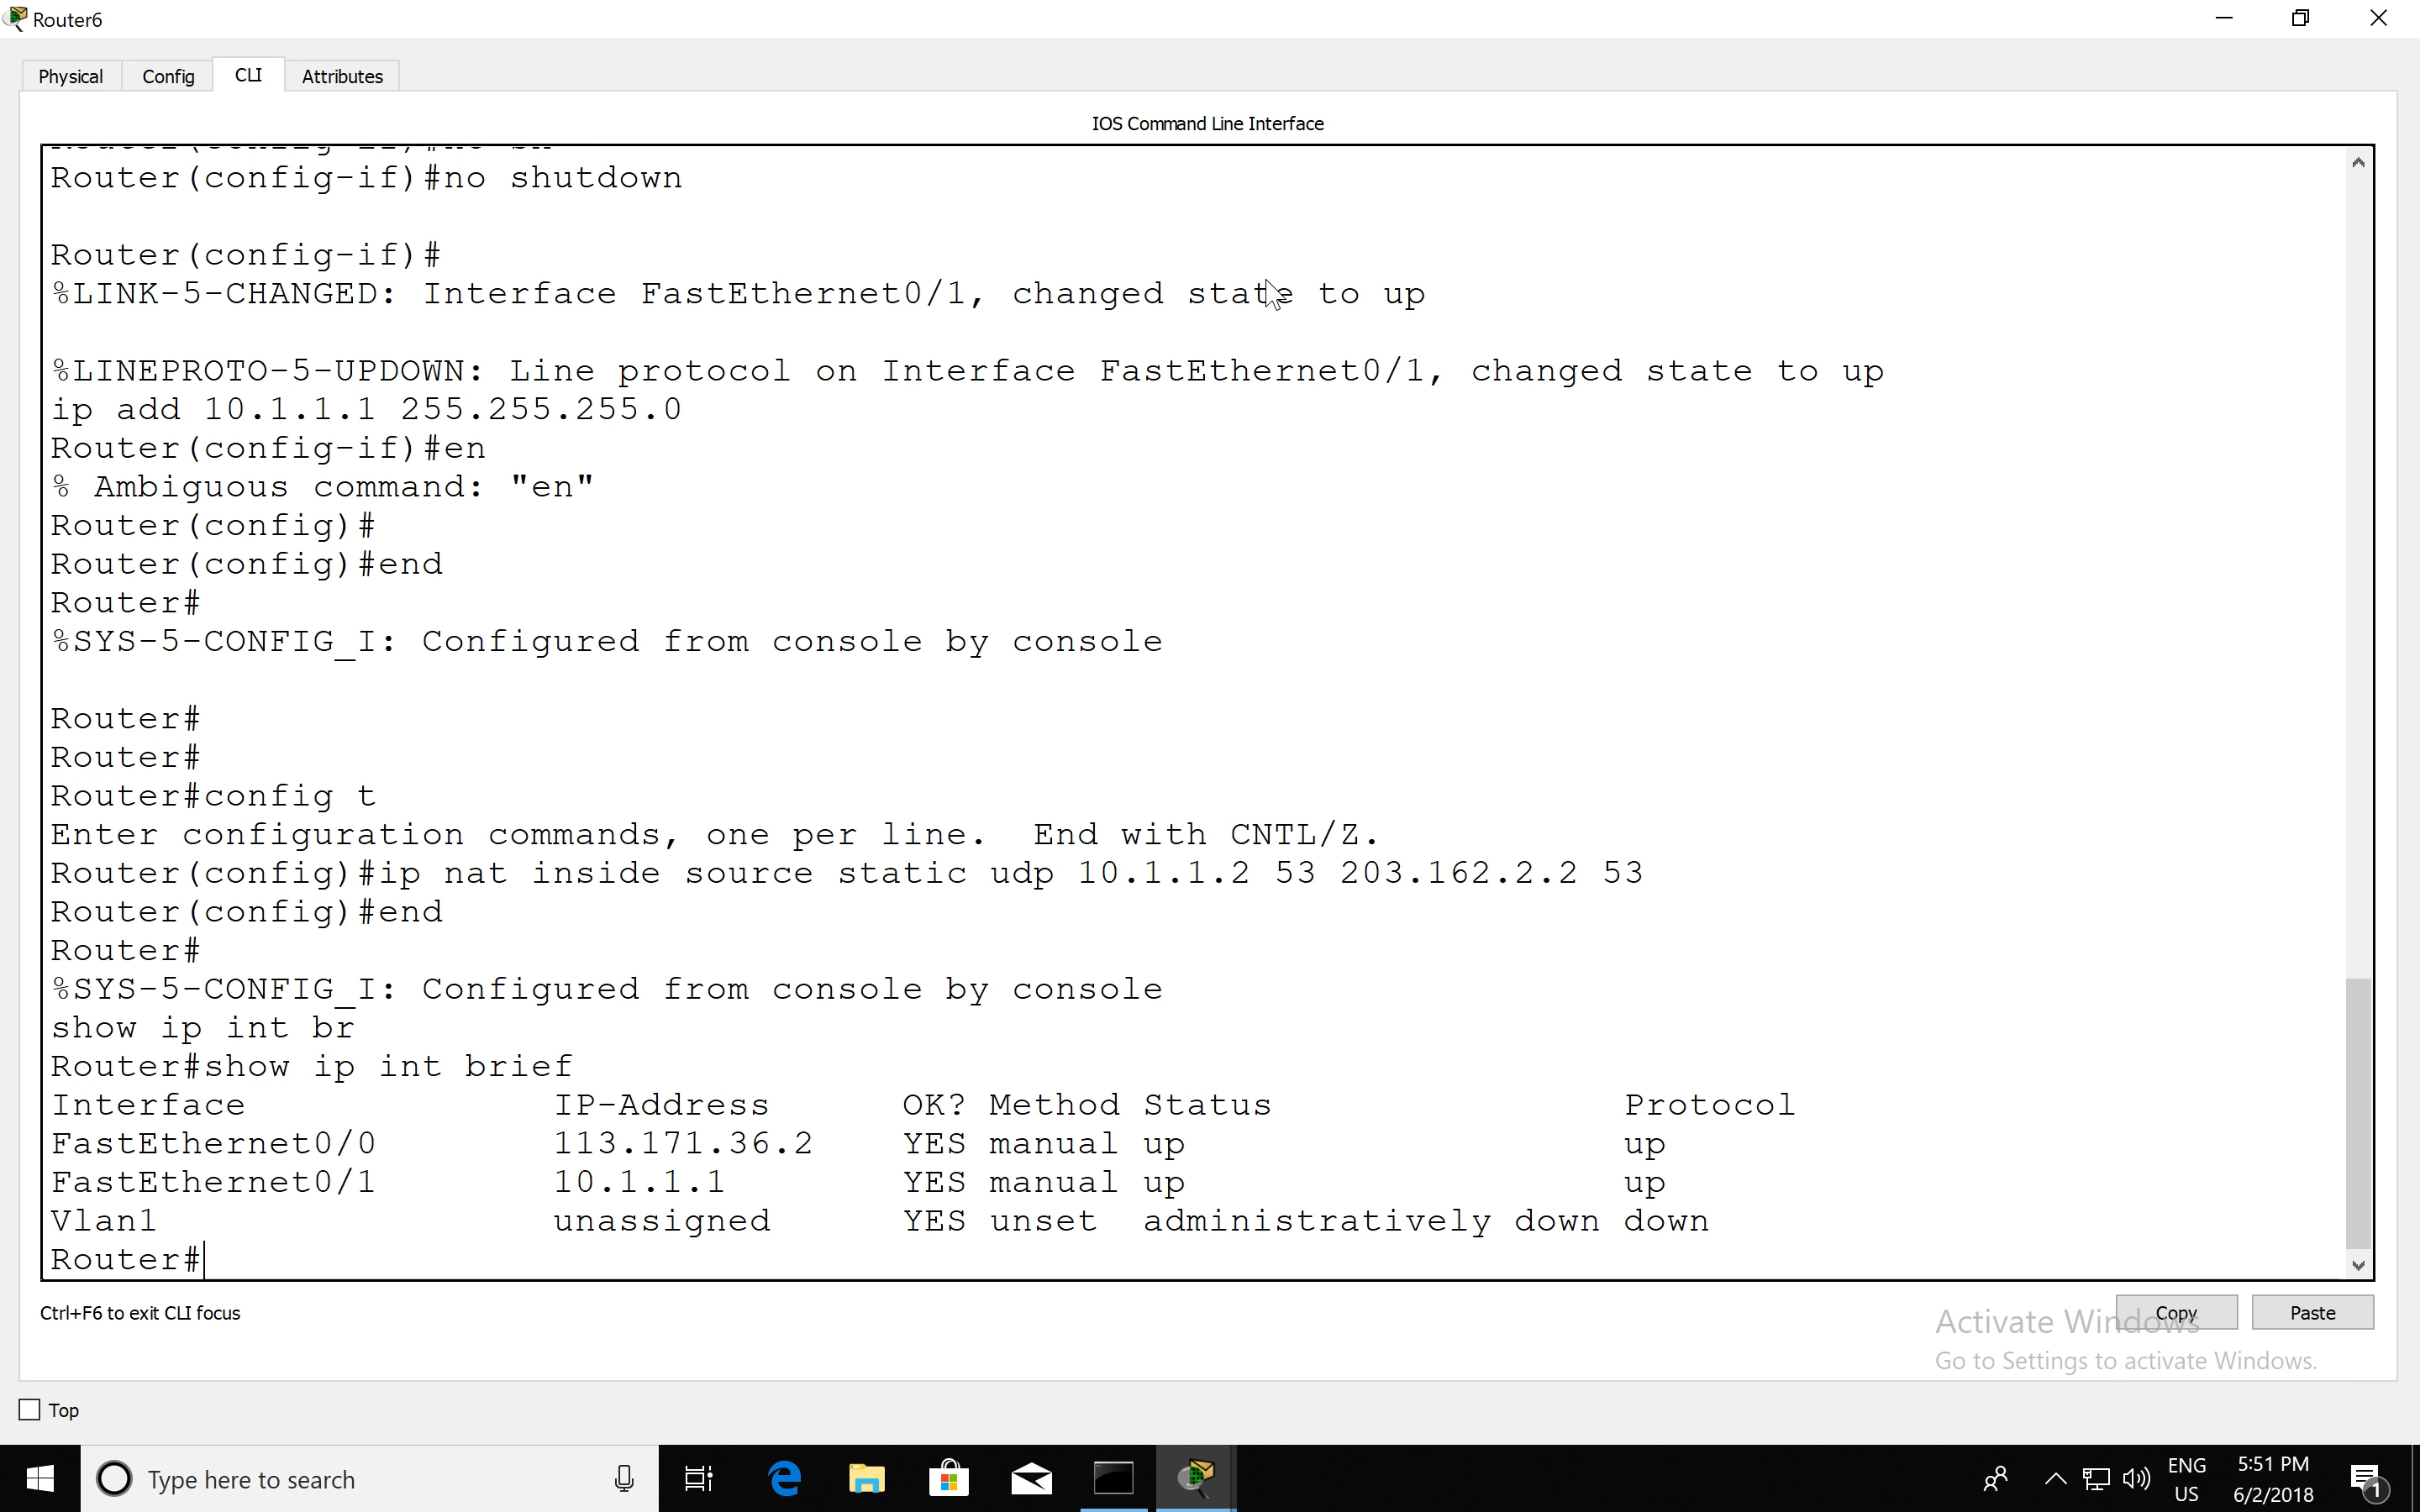 Router6
Physical Config CLI Attributes
IOS Command Line Interface
Router(config-if)#no shutdown
Router(config-if)#
%LINK-5-CHANGED: Interface FastEthernet0/1, changed state to up
%LINEPROTO-5-UPDOWN: Line protocol on Interface FastEthernet0/1, changed state to up
ip add 10.1.1.1 255.255.255.0
Router(config-if)#en
% Ambiguous command: "en"
Router(config)#
Router(config)#end
Router#
%SYS-5-CONFIG_I: Configured from console by console
Router#
Router#
Router#config t
Enter configuration commands, one per line.  End with CNTL/Z.
Router(config)#ip nat inside source static udp 10.1.1.2 53 203.162.2.2 53
Router(config)#end
Router#
%SYS-5-CONFIG_I: Configured from console by console
show ip int br
Router#show ip int brief
Interface IP-Address OK? Method Status Protocol
FastEthernet0/0 113.171.36.2 YES manual up up
FastEthernet0/1 10.1.1.1 YES manual up up
Vlan1 unassigned YES unset administratively down down
Router#
Ctrl+F6 to exit CLI focus
Copy Paste
Activate Windows
Go to Settings to activate Windows.
Top
Type here to search
ENG
US
5:51 PM
6/2/2018
1